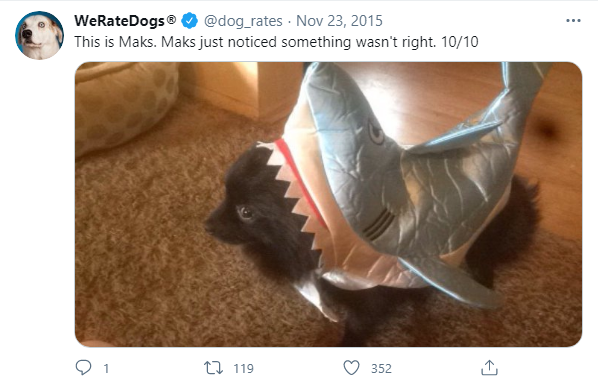 WeRateDogs® @dog_rates · Nov 23, 2015
This is Maks. Maks just noticed something wasn't right. 10/10
1 119 352